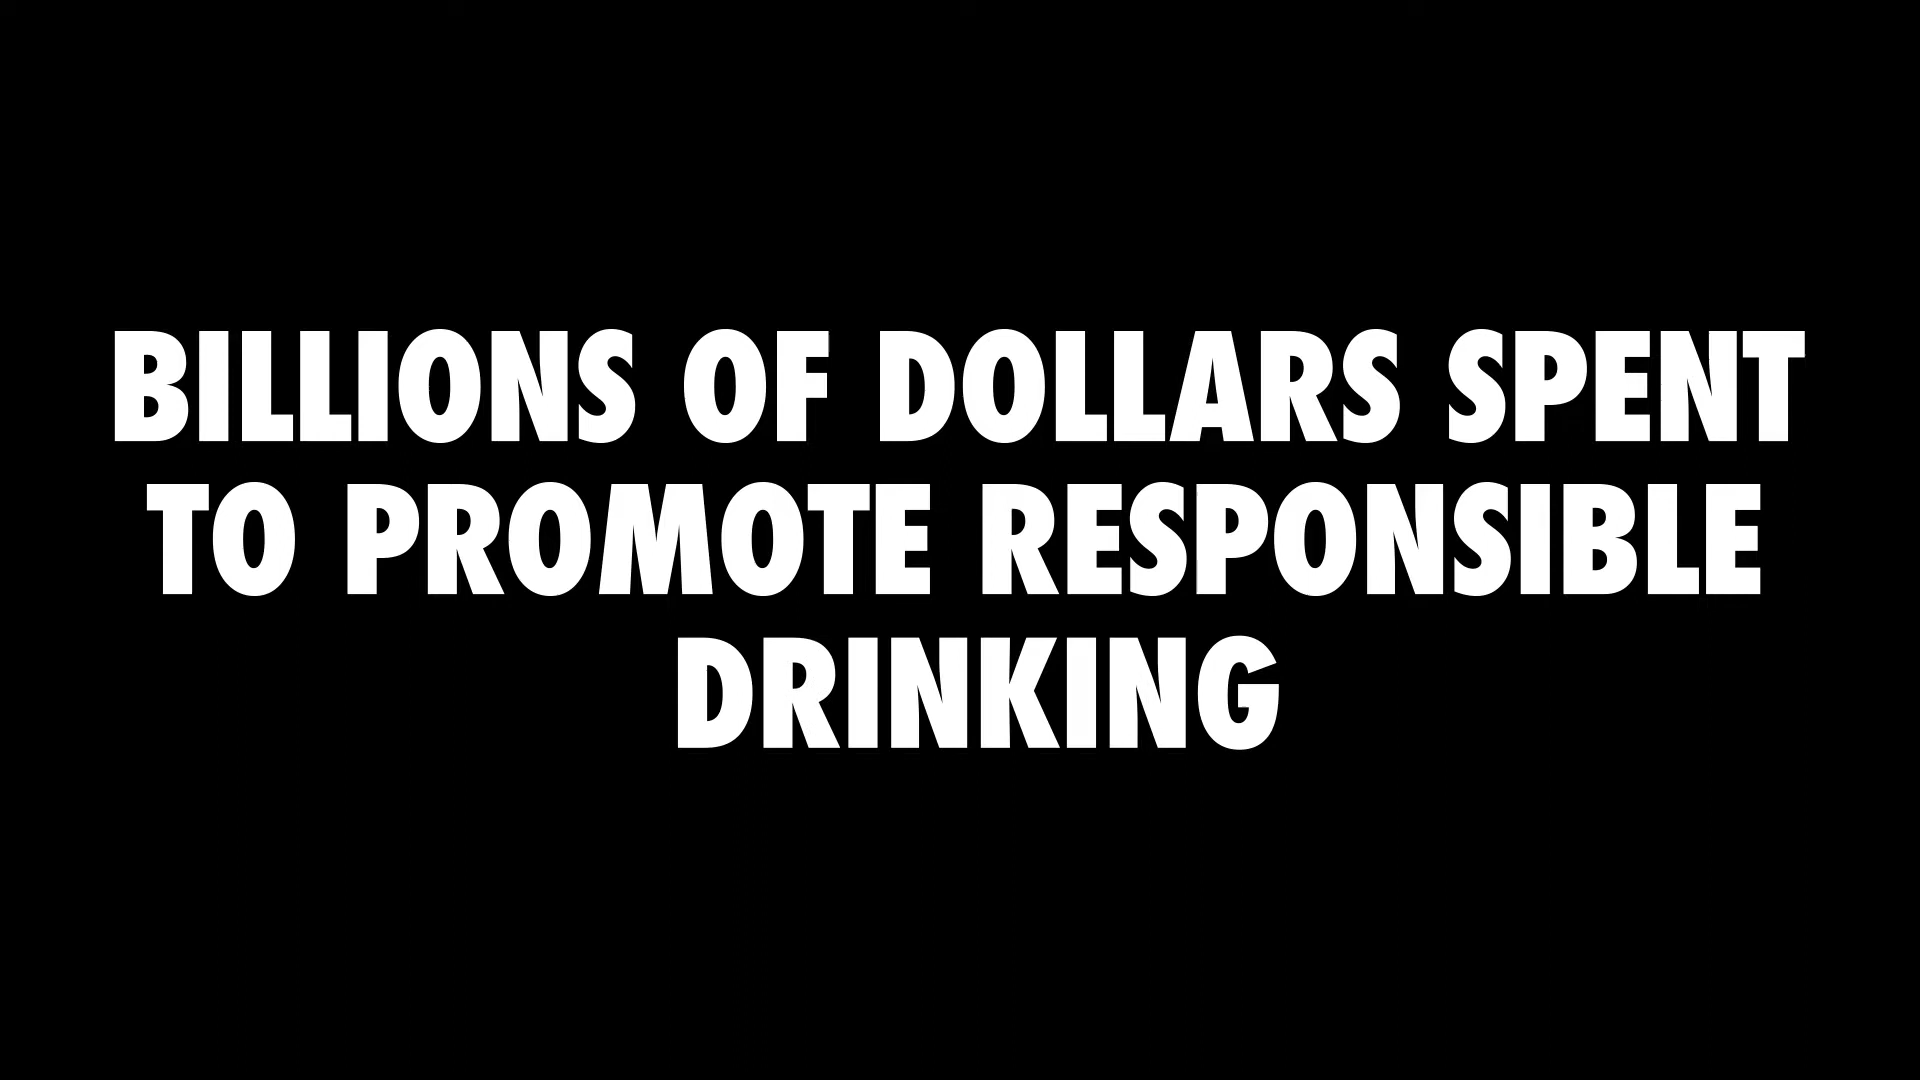 BILLIONS OF DOLLARS SPENT
TO PROMOTE RESPONSIBLE
DRINKING